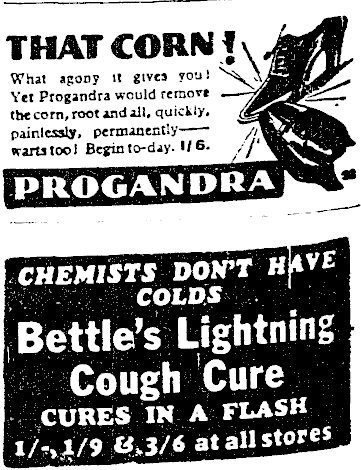 THAT CORN!
What agony it gives you!
Yet Progandra would remove
the corn, root and all, quickly,
painlessly, permanently—
warts too! Begin to-day. 1/6.
PROGANDRA
CHEMISTS DON'T HAVE
COLDS
Bettle's Lightning
Cough Cure
CURES IN A FLASH
1/-, 1/9 & 3/6 at all stores